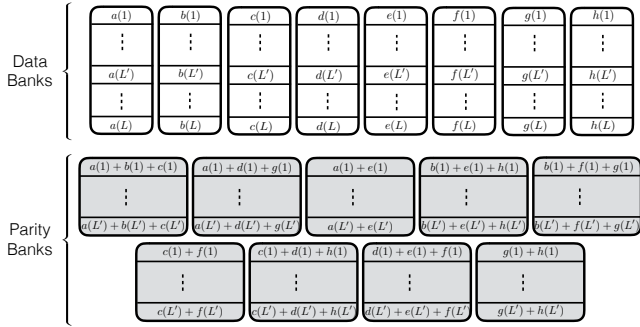 Data Banks
a(1) b(1) c(1) d(1) e(1) f(1) g(1) h(1)
a(L') b(L') c(L') d(L') e(L') f(L') g(L') h(L')
a(L) b(L) c(L) d(L) e(L) f(L) g(L) h(L)
Parity Banks
a(1) + b(1) + c(1) a(1) + d(1) + g(1) a(1) + e(1) b(1) + e(1) + h(1) b(1) + f(1) + g(1)
a(L') + b(L') + c(L') a(L') + d(L') + g(L') a(L') + e(L') b(L') + e(L') + h(L') b(L') + f(L') + g(L')
c(1) + f(1) c(1) + d(1) + h(1) d(1) + e(1) + f(1) g(1) + h(1)
c(L') + f(L') c(L') + d(L') + h(L') d(L') + e(L') + f(L') g(L') + h(L')